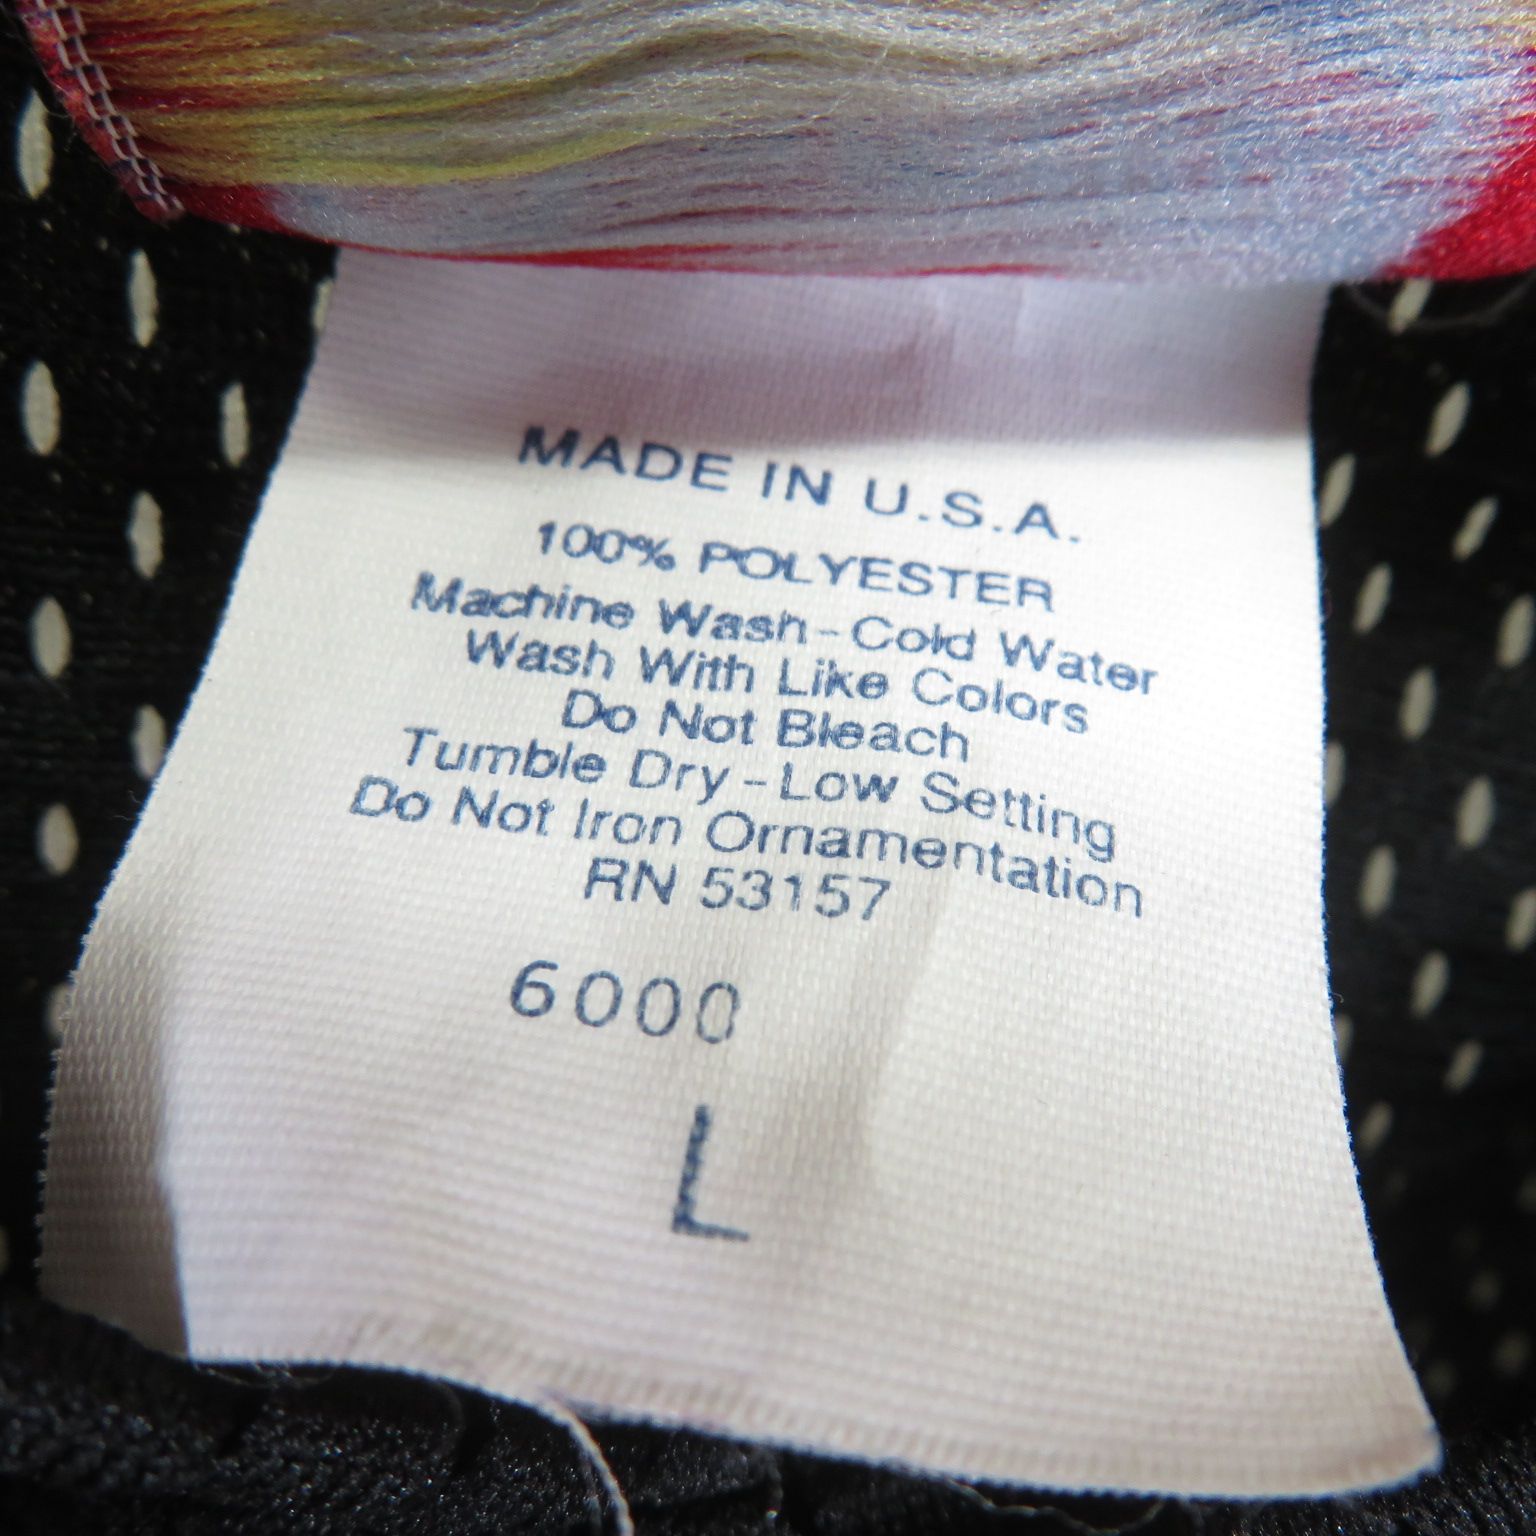 MADE IN U.S.A.
100% POLYESTER
Machine Wash-Cold Water
Wash With Like Colors
Do Not Bleach
Tumble Dry-Low Setting
Do Not Iron Ornamentation
RN 53157
6000
L